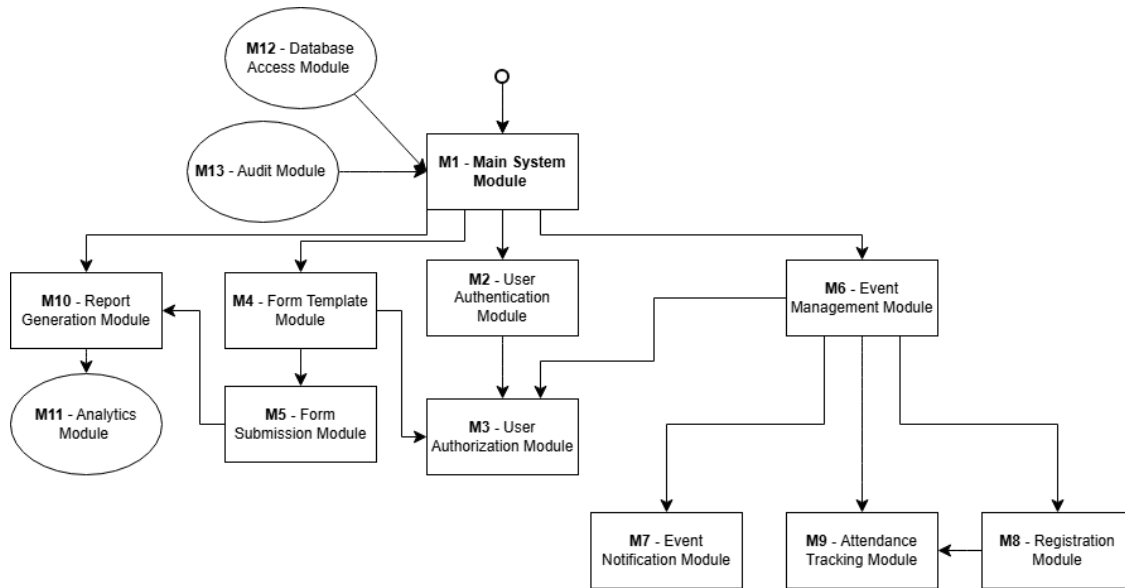 M12 - Database
Access Module
M13 - Audit Module
M1 - Main System
Module
M10 - Report
Generation Module
M4 - Form Template
Module
M2 - User
Authentication
Module
M6 - Event
Management Module
M11 - Analytics
Module
M5 - Form
Submission Module
M3 - User
Authorization Module
M7 - Event
Notification Module
M9 - Attendance
Tracking Module
M8 - Registration
Module